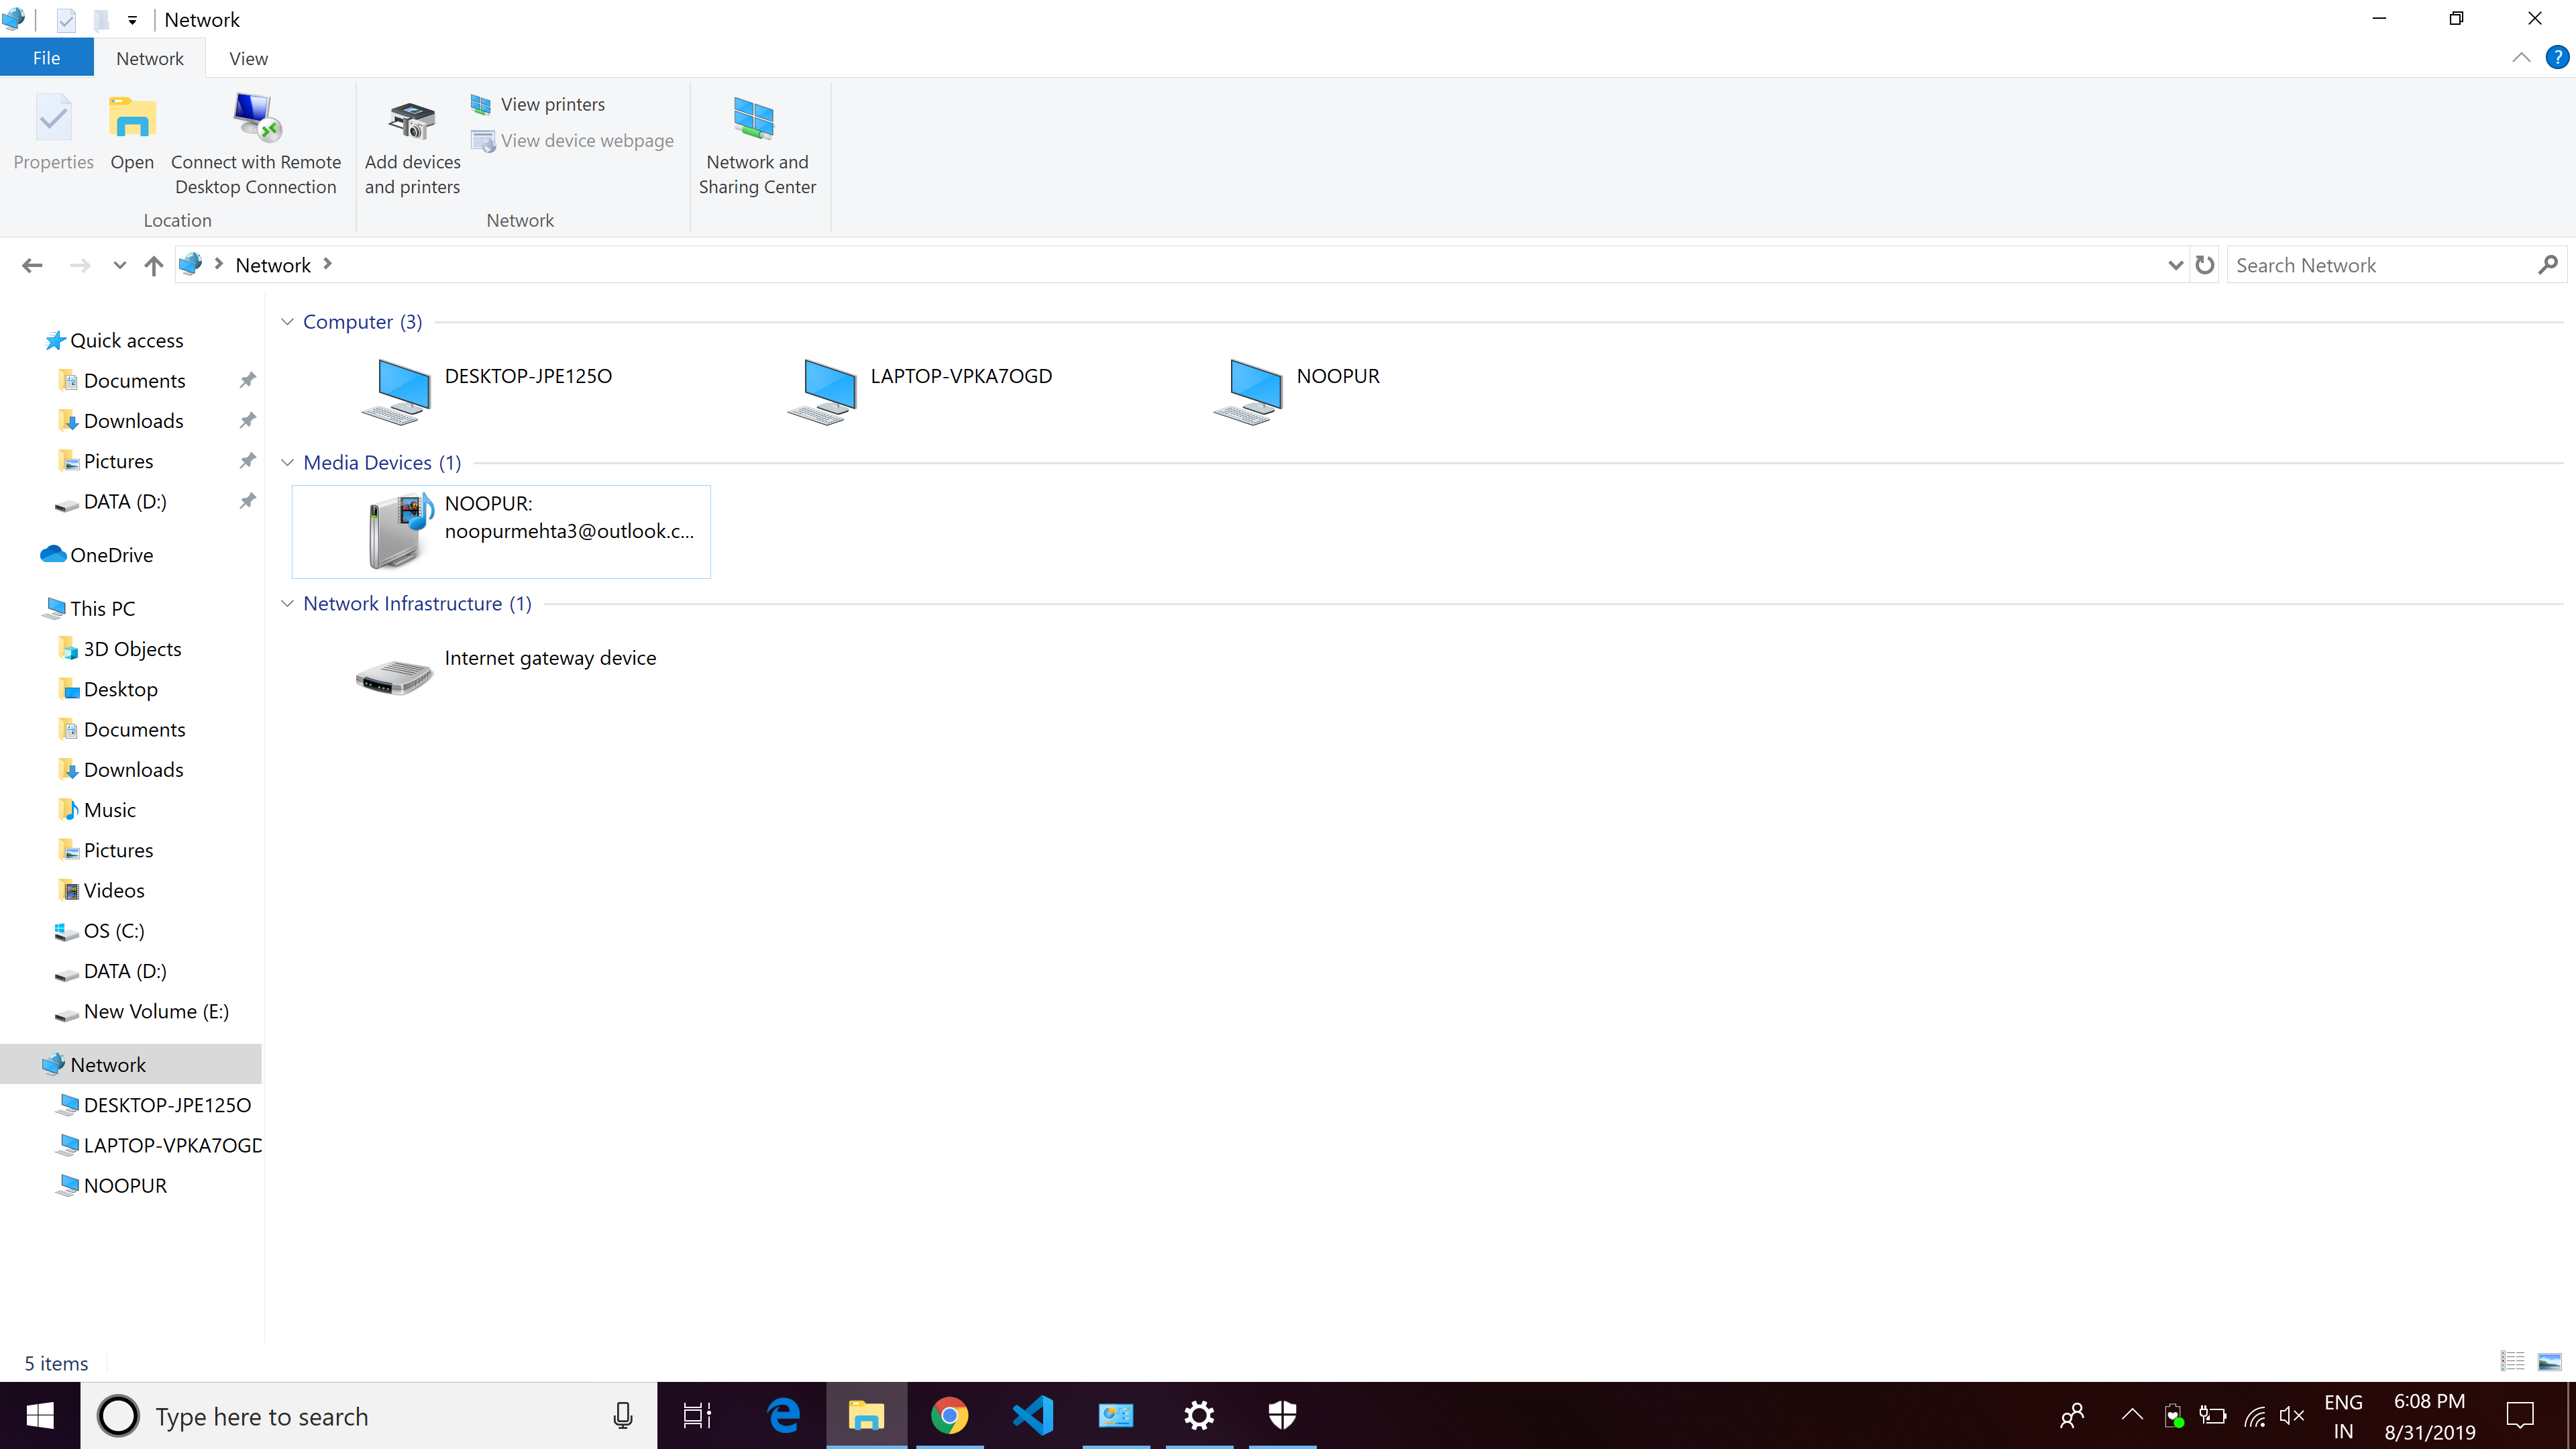 Network
File
Network
View
?
Properties
Open
Connect with Remote
Desktop Connection
Location
Add devices
and printers
View printers
View device webpage
Network
Network and
Sharing Center
Network
Search Network
Quick access
Documents
Downloads
Pictures
DATA (D:)
OneDrive
This PC
3D Objects
Desktop
Documents
Downloads
Music
Pictures
Videos
OS (C:)
DATA (D:)
New Volume (E:)
Network
DESKTOP-JPE125O
LAPTOP-VPKA7OGD
NOOPUR
Computer (3)
DESKTOP-JPE125O
LAPTOP-VPKA7OGD
NOOPUR
Media Devices (1)
NOOPUR:
noopurmehta3@outlook.c...
Network Infrastructure (1)
Internet gateway device
5 items
Type here to search
ENG
IN
6:08 PM
8/31/2019